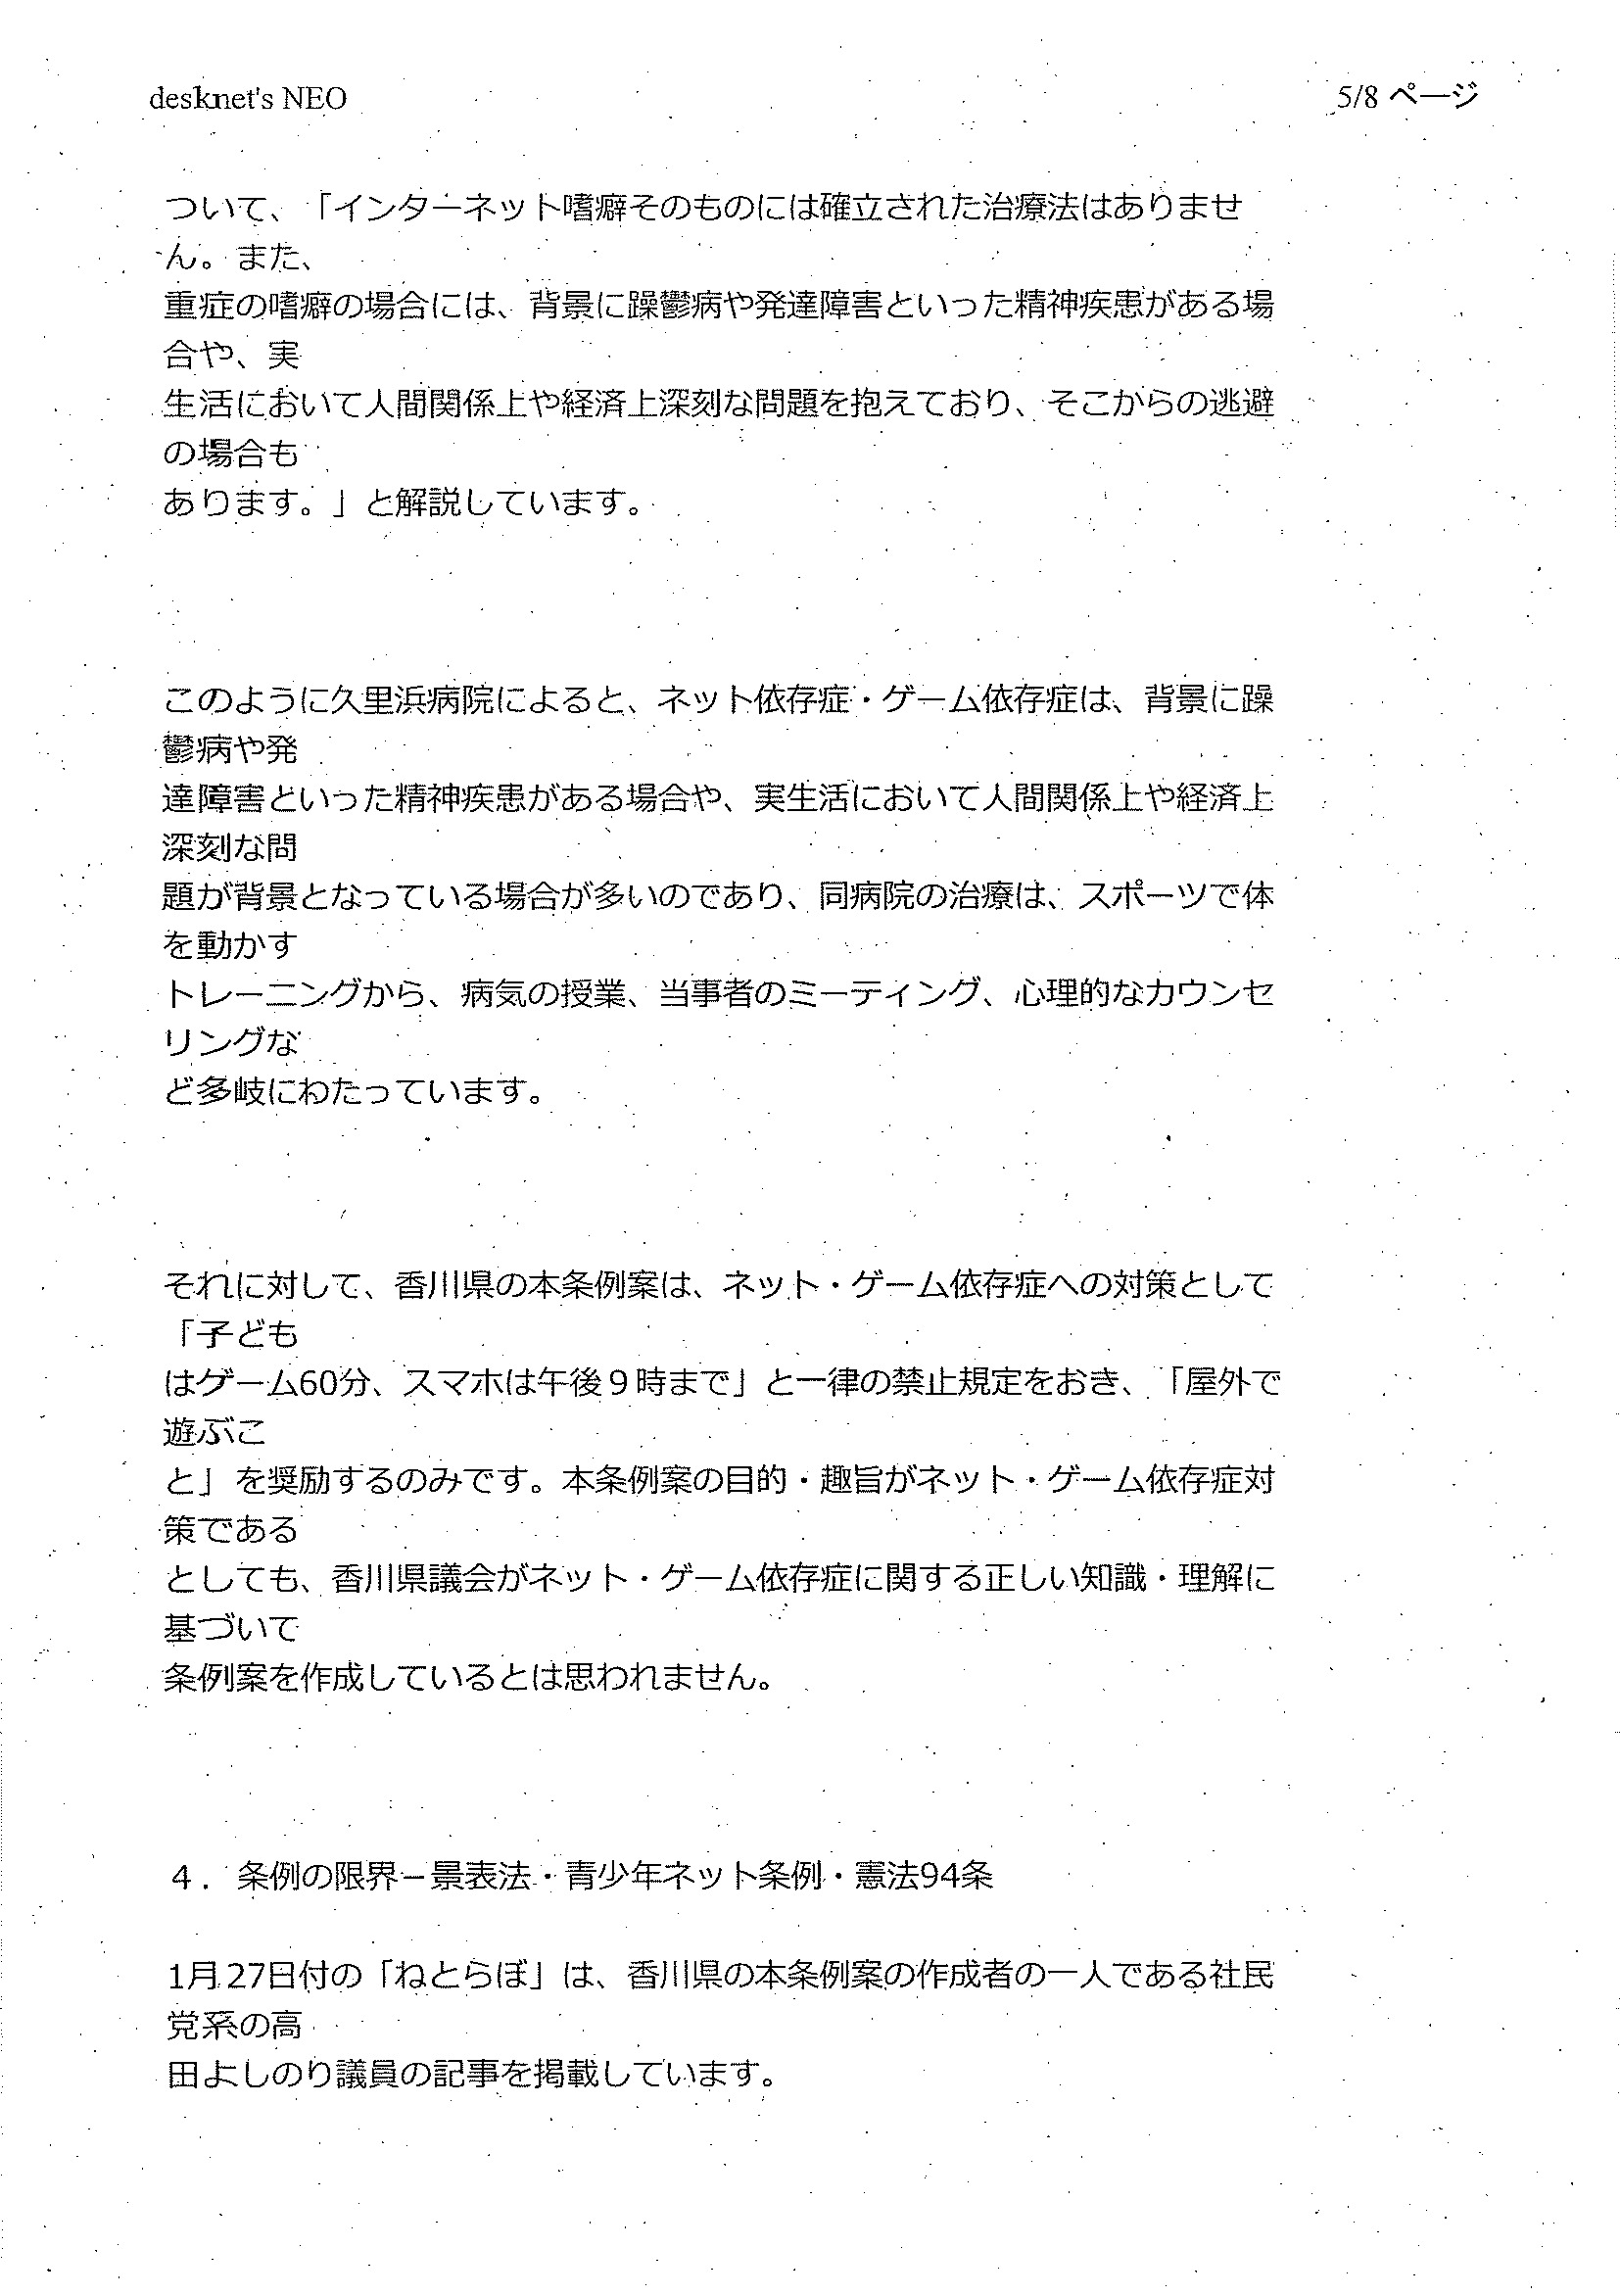 desknet's NEO
5/8 ページ
ついて、「インターネット嗜癖そのものには確立された治療法はありませ
ん。また、
重症の嗜癖の場合には、背景に躁鬱病や発達障害といった精神疾患がある場
合や、実
生活において人間関係上や経済上深刻な問題を抱えており、そこからの逃避
の場合も
あります。」と解説しています。
このように久里浜病院によると、ネット依存症・ゲーム依存症は、背景に躁
鬱病や発
達障害といった精神疾患がある場合や、実生活において人間関係上や経済上
深刻な問
題が背景となっている場合が多いのであり、同病院の治療は、スポーツで体
を動かす
トレーニングから、病気の授業、当事者のミーティング、心理的なカウンセ
リングな
ど多岐にわたっています。
それに対して、香川県の本条例案は、ネット・ゲーム依存症への対策として
「子ども
はゲーム60分、スマホは午後９時まで」と一律の禁止規定をおき、「屋外で
遊ぶこ
と」を奨励するのみです。本条例案の目的・趣旨がネット・ゲーム依存症対
策である
としても、香川県議会がネット・ゲーム依存症に関する正しい知識・理解に
基づいて
条例案を作成しているとは思われません。
４．条例の限界－景表法・青少年ネット条例・憲法94条
1月27日付の「ねとらぼ」は、香川県の本条例案の作成者の一人である社民
党系の高
田よしのり議員の記事を掲載しています。